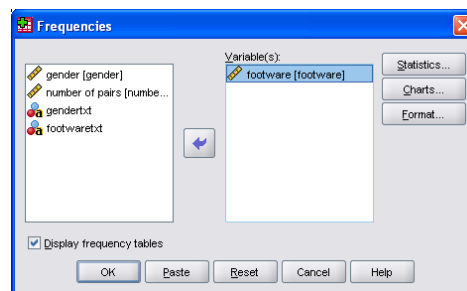 Frequencies
Variable(s):
gender [gender]
number of pairs [numbe...
gendertxt
footwaretxt
footware [footware]
Statistics...
Charts...
Format...
Display frequency tables
OK Paste Reset Cancel Help